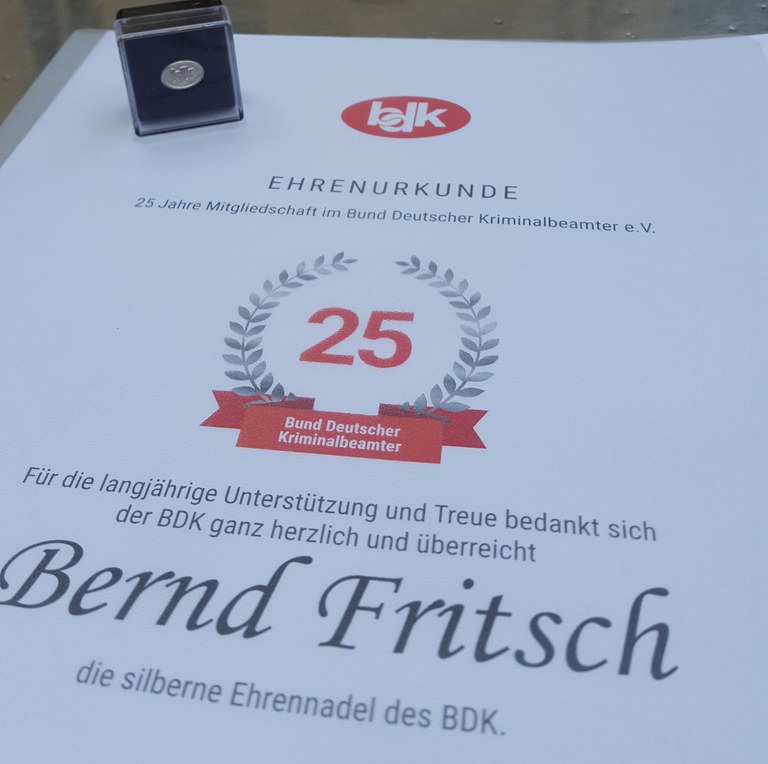 bdk
EHRENURKUNDE
25 Jahre Mitgliedschaft im Bund Deutscher Kriminalbeamter e.V.
25
Bund Deutscher
Kriminalbeamter
Für die langjährige Unterstützung und Treue bedankt sich
der BDK ganz herzlich und überreicht
Bernd Fritsch
die silberne Ehrennadel des BDK.